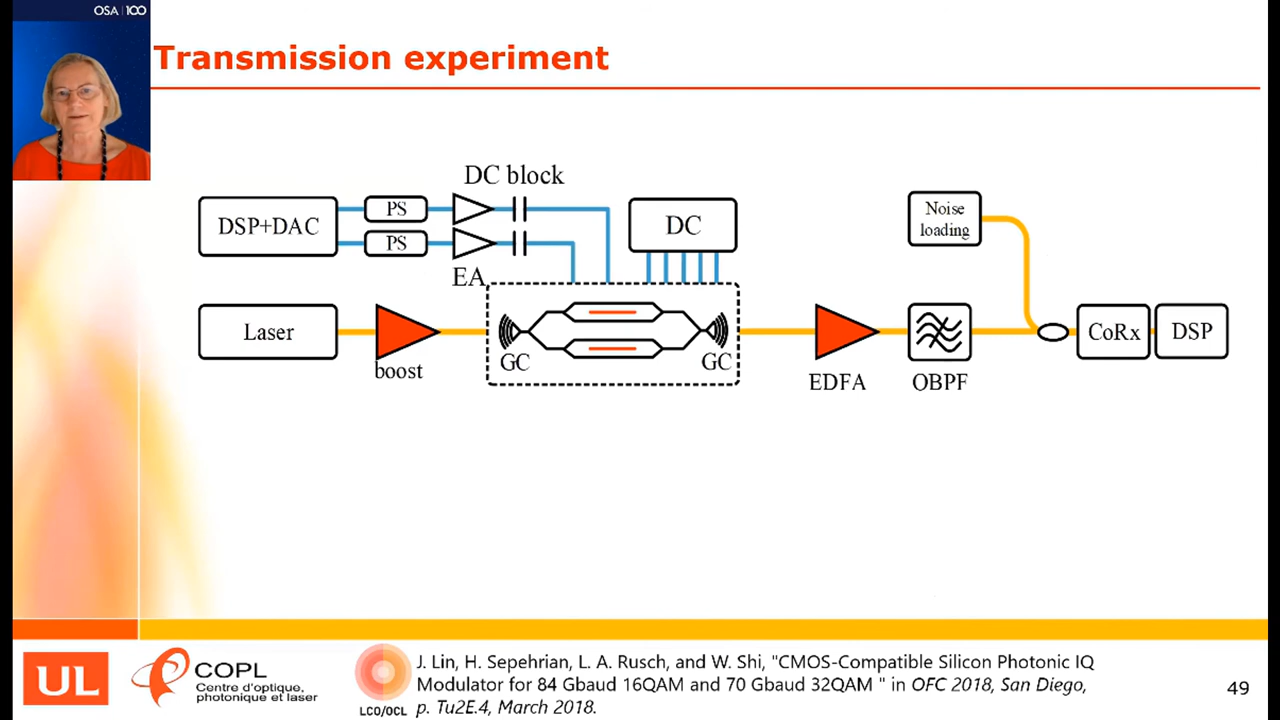 OSA | 100
Transmission experiment
DC block
DSP+DAC
PS
PS
EA
DC
Noise
loading
Laser
boost
GC
GC
EDFA
OBPF
CoRx
DSP
UL
COPL
Centre d'optique,
photonique et laser
LCO/OCL
J. Lin, H. Sepehrian, L. A. Rusch, and W. Shi, "CMOS-Compatible Silicon Photonic IQ
Modulator for 84 Gbaud 16QAM and 70 Gbaud 32QAM " in OFC 2018, San Diego,
p. Tu2E.4, March 2018.
49